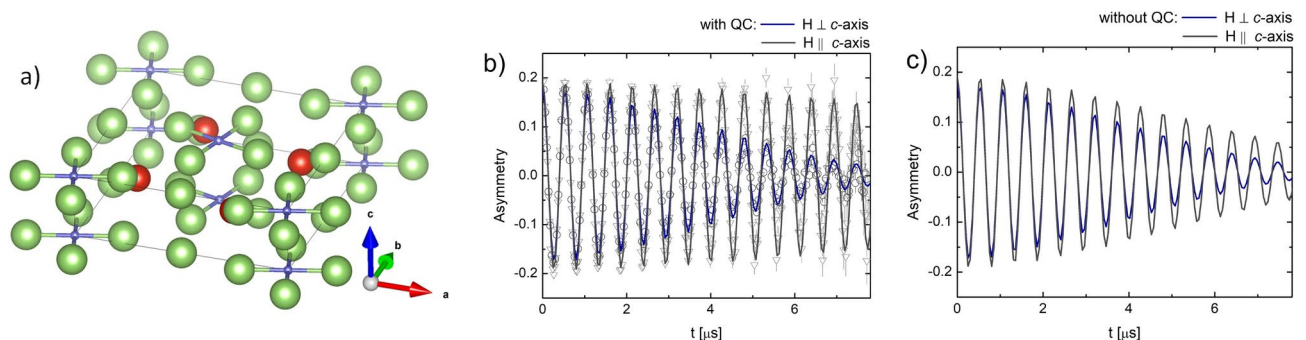 a)
c
b
a
b)
with QC: H ⊥ c-axis
H || c-axis
Asymmetry
0.2
0.1
0.0
-0.1
-0.2
0 2 4 6
t [μs]
c)
without QC: H ⊥ c-axis
H || c-axis
Asymmetry
0.2
0.1
0.0
-0.1
-0.2
0 2 4 6
t [μs]